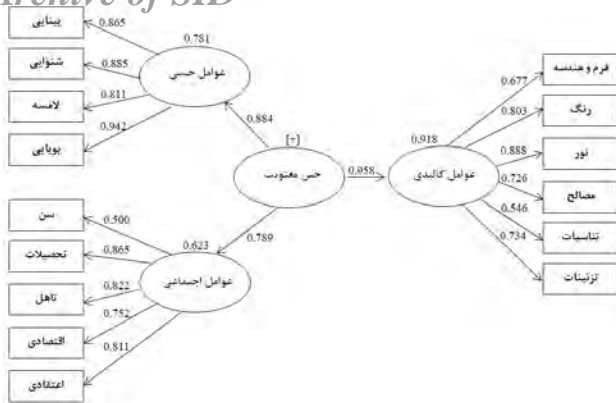 Archive of SID
بینایی
شنوایی
لامسه
بویایی
0.865
0.885
0.811
0.942
0.781
عوامل حسی
0.884
[+]
حس معنویت
0.958
0.789
0.918
عوامل کالبدی
0.677
0.803
0.888
0.726
0.546
0.734
فرم و هندسه
رنگ
نور
مصالح
تناسبات
تزئینات
سن
تحصیلات
تاهل
اقتصادی
اعتقادی
0.500
0.865
0.822
0.752
0.811
0.623
عوامل اجتماعی